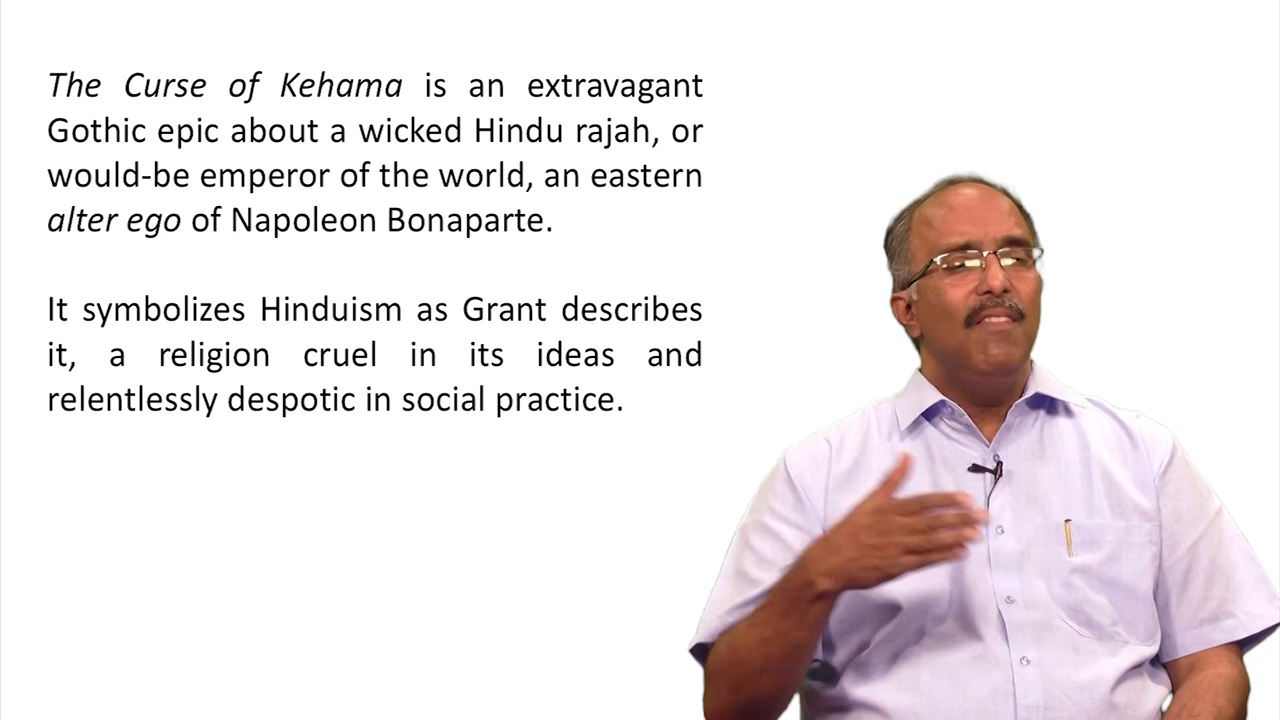 The Curse of Kehama is an extravagant
Gothic epic about a wicked Hindu rajah, or
would-be emperor of the world, an eastern
alter ego of Napoleon Bonaparte.
It symbolizes Hinduism as Grant describes
it, a religion cruel in its ideas and
relentlessly despotic in social practice.